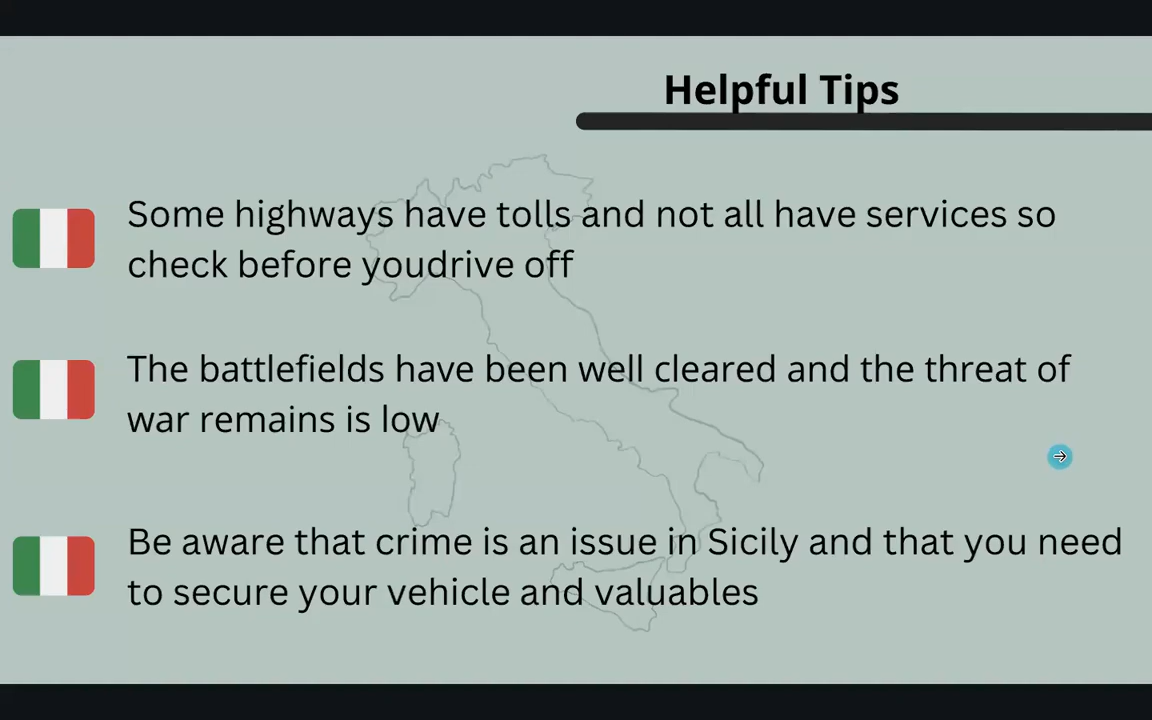 Helpful Tips
Some highways have tolls and not all have services so
check before youdrive off
The battlefields have been well cleared and the threat of
war remains is low
Be aware that crime is an issue in Sicily and that you need
to secure your vehicle and valuables